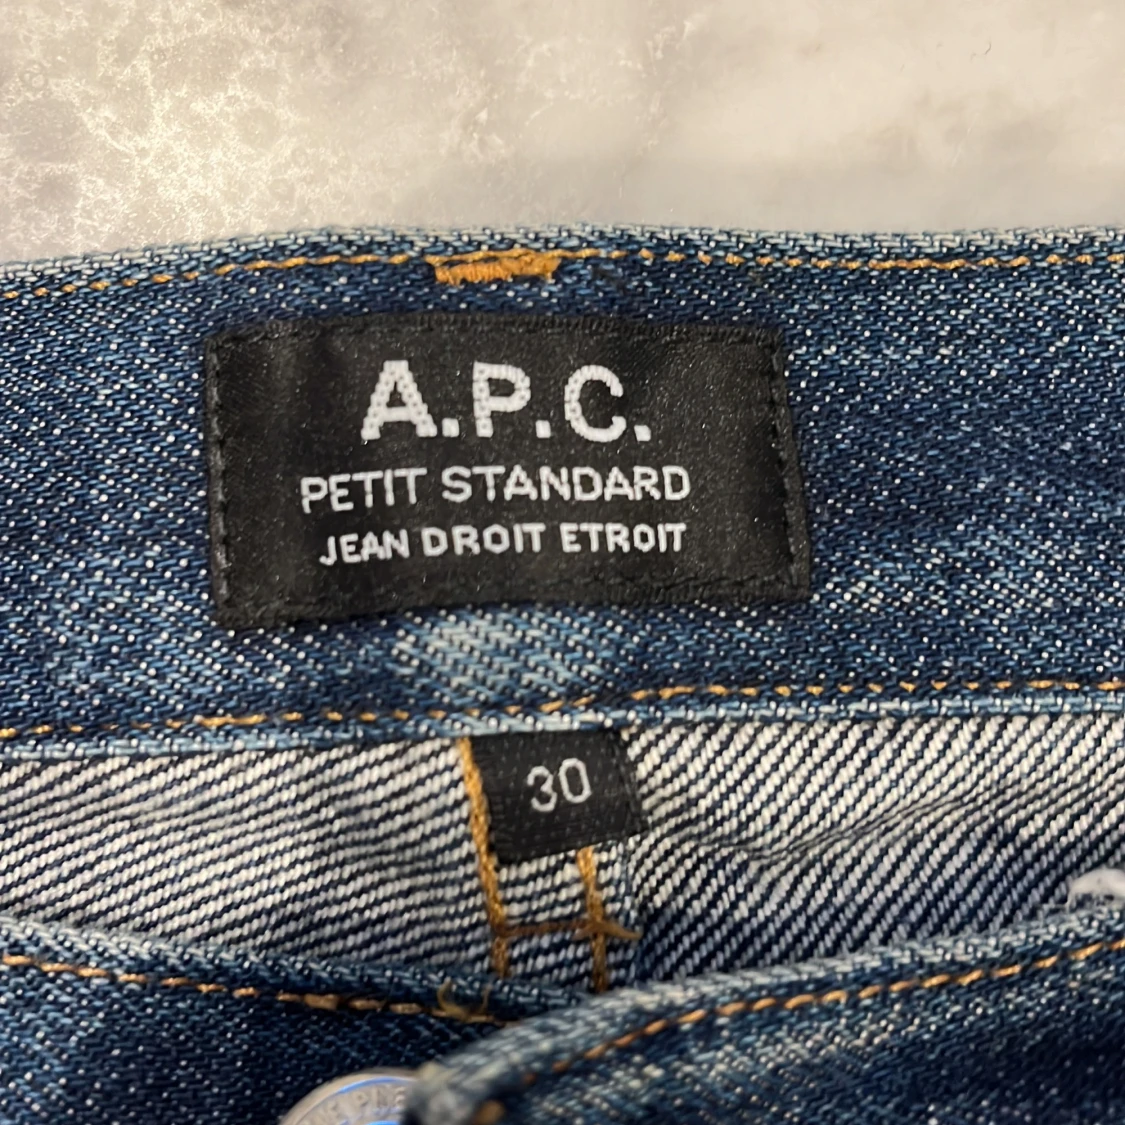 A.P.C.
PETIT STANDARD
JEAN DROIT ETROIT
30